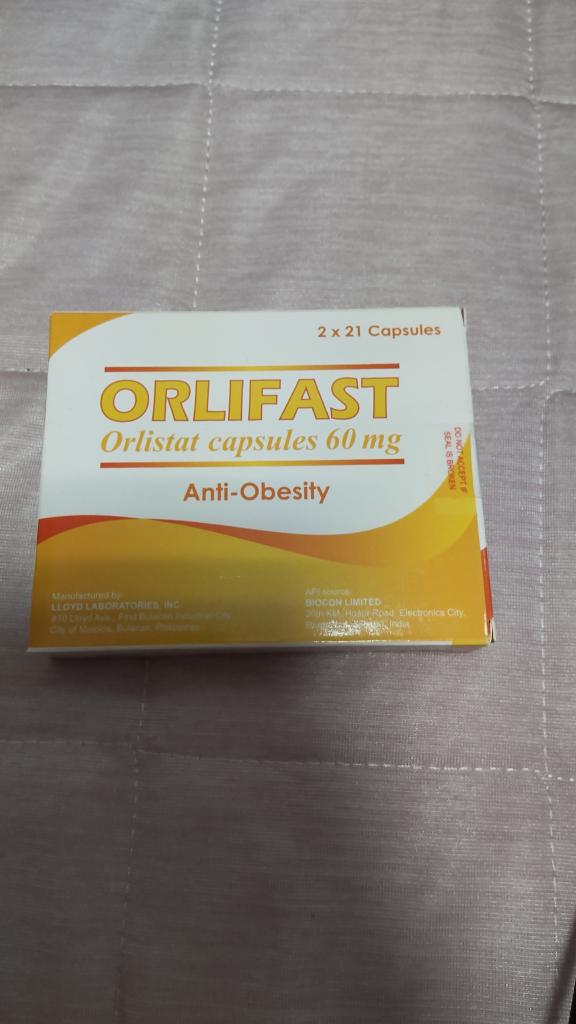 2 x 21 Capsules
ORLIFAST
Orlistat capsules 60 mg
Anti-Obesity
DO NOT ACCEPT IF
SEAL IS BROKEN
Manufactured by:
LLOYD LABORATORIES, INC
#10 Lloyd Ave., First Bulacan Industrial City,
City of Malolos, Bulacan, Philippines
API source:
BIOCON LIMITED
20th KM, Hosur Road, Electronics City,
India